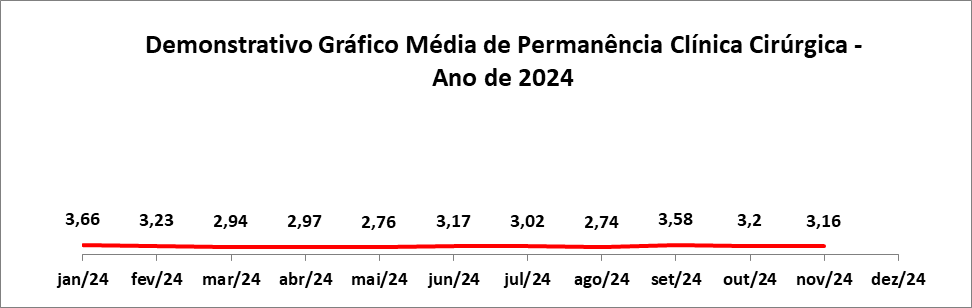 Demonstrativo Gráfico Média de Permanência Clínica Cirúrgica -
Ano de 2024
3,66 3,23 2,94 2,97 2,76 3,17 3,02 2,74 3,58 3,2 3,16
jan/24 fev/24 mar/24 abr/24 mai/24 jun/24 jul/24 ago/24 set/24 out/24 nov/24 dez/24